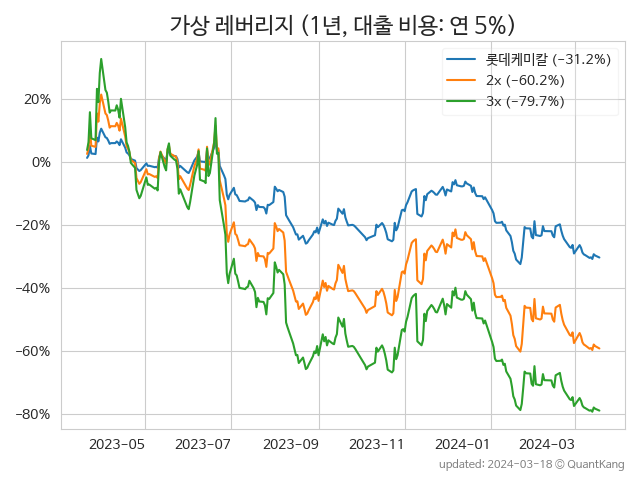 가상 레버리지 (1년, 대출 비용: 연 5%)
롯데케미칼 (−31.2%)
2x (−60.2%)
3x (−79.7%)
20%
0%
−20%
−40%
−60%
−80%
2023-05 2023-07 2023-09 2023-11 2024-01 2024-03
updated: 2024-03-18 © QuantKang